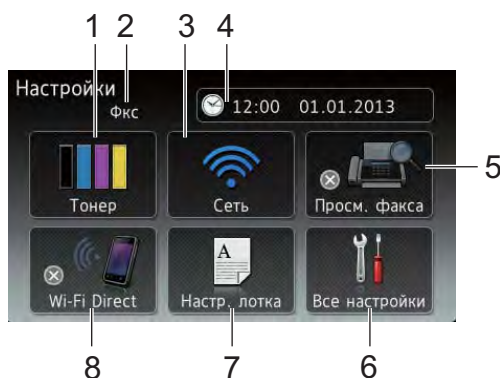 1 2 3 4
Настройки
Фкс
12:00 01.01.2013
5
Тонер Сеть Просм. факса
A
Wi-Fi Direct Настр. лотка Все настройки
8 7 6